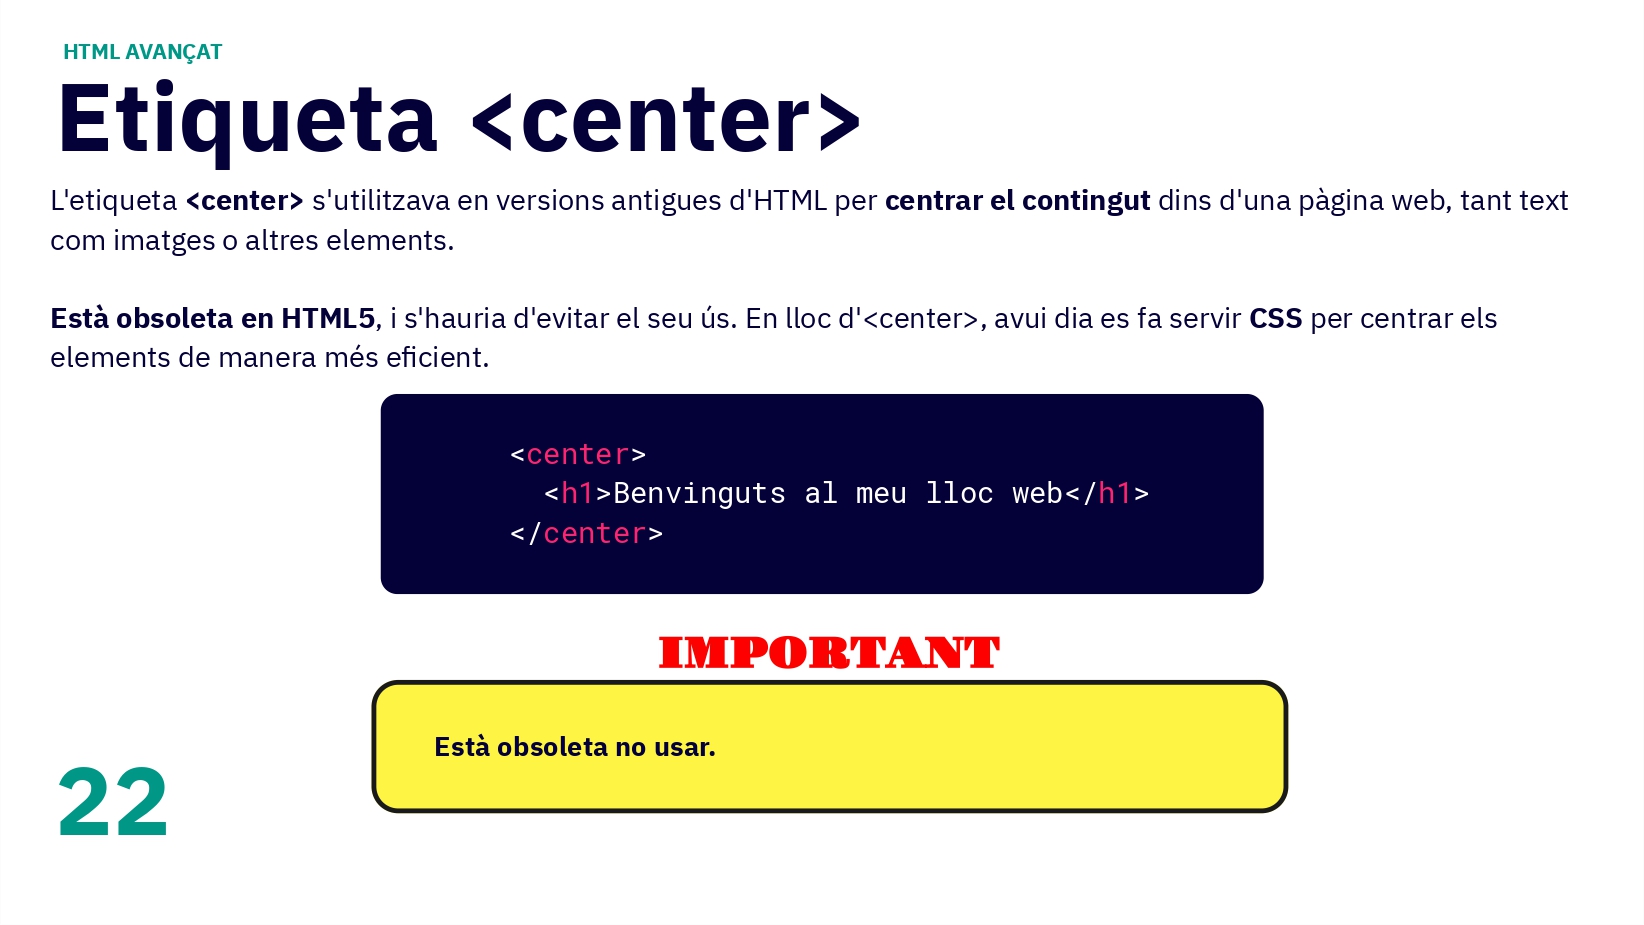 HTML AVANÇAT
Etiqueta <center>
L'etiqueta <center> s'utilitzava en versions antigues d'HTML per centrar el contingut dins d'una pàgina web, tant text
com imatges o altres elements.
Està obsoleta en HTML5, i s'hauria d'evitar el seu ús. En lloc d'<center>, avui dia es fa servir CSS per centrar els
elements de manera més eficient.
<center>
  <h1>Benvinguts al meu lloc web</h1>
</center>
IMPORTANT
Està obsoleta no usar.
22